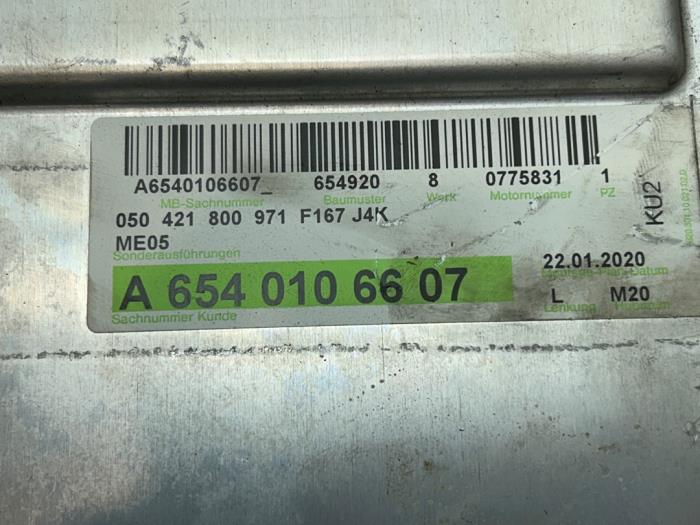 A6540106607_ 654920 8 0775831 1
MB-Sachnummer Baumuster Werk Motornummer PZ
050 421 800 971 F167 J4K
ME05
Sonderausführungen
KU2
A 654 010 66 07
Sachnummer Kunde
22.01.2020
Datum
L M20
Lenkung